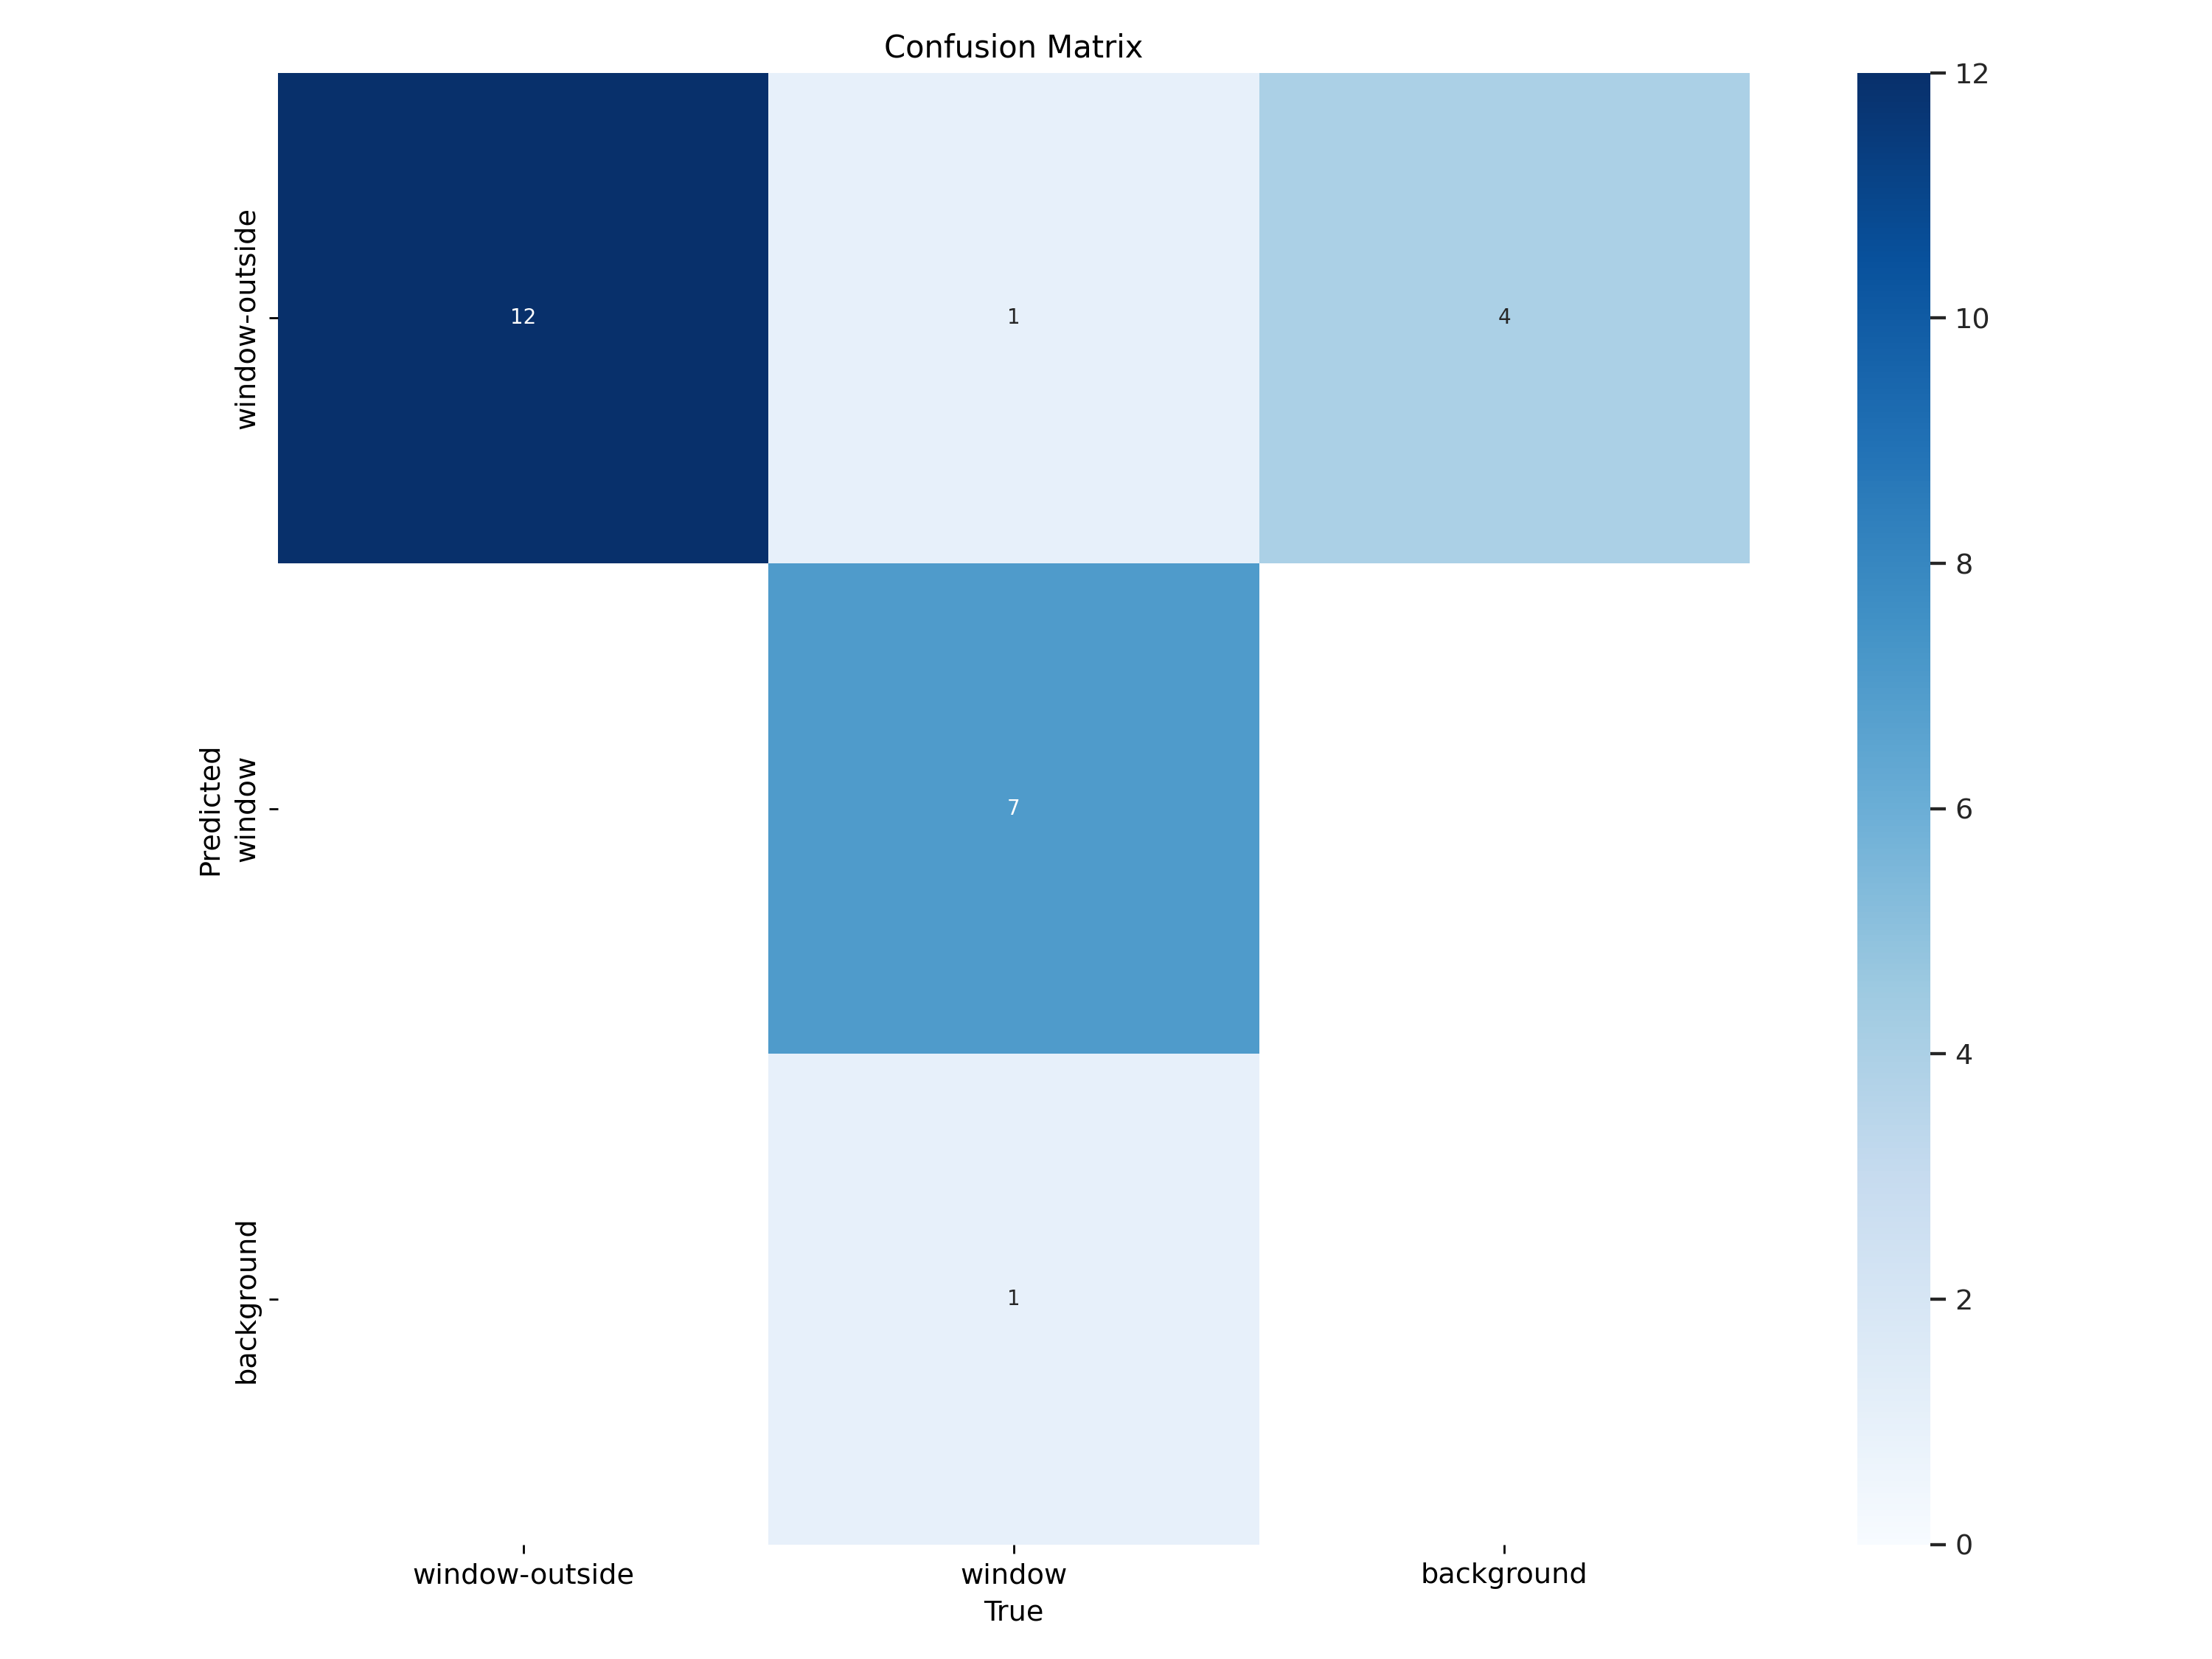 Confusion Matrix
window-outside
12
1
4
Predicted
window
7
background
1
window-outside
window
background
True
12
10
8
6
4
2
0